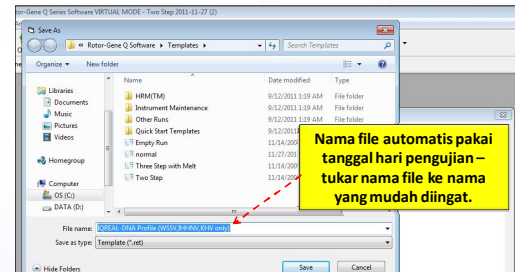 tor-Gene Q Series Software VIRTUAL MODE - Two Step 2011-11-27 (2)
Save As
« Rotor-Gene Q Software ▸ Templates ▸
Search Templates
Organize ▾ New folder
Name Date modified Type
Libraries
Documents
Music
Pictures
Videos
Homegroup
Computer
OS (C:)
DATA (D:)
HRM(TM) 9/12/2011 1:19 AM File folder
Instrument Maintenance 9/12/2011 1:19 AM File folder
Other Runs 9/12/2011 1:19 AM File folder
Quick Start Templates 9/12/2011
Empty Run 11/14/200
normal 11/27/201
Three Step with Melt 11/14/200
Two Step 11/14/200
Nama file automatis pakai
tanggal hari pengujian –
tukar nama file ke nama
yang mudah diingat.
File name: IQREAL-DNA Profile (WSSV,IHHNV,KHV only)
Save as type: Template (*.ret)
Hide Folders
Save Cancel